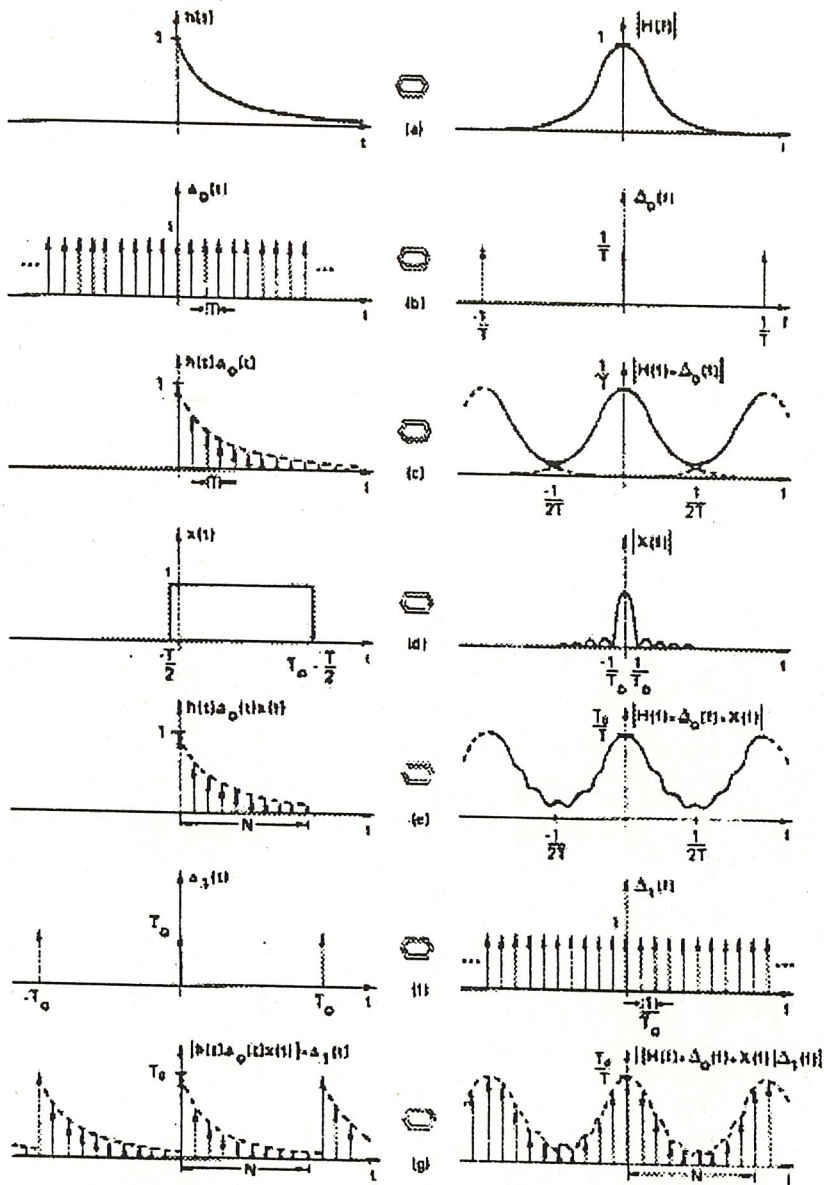 h(t) |H(f)|
1 1
t (a) f
Δ₀(t) Δ₀(f)
1 1/T
... ... (b)
T t -1/T 1/T f
h(t)Δ₀(t) 1/T |H(f)*Δ₀(f)|
1
T t (c) -1/2T 1/2T f
x(t) |X(f)|
1
(d)
-T/2 T₀-T/2 t -1/T₀ 1/T₀ f
h(t)Δ₀(t)x(t) T₀/T |H(f)*Δ₀(f)*X(f)|
1
N t (e) -1/2T 1/2T f
Δ₁(t) Δ₁(f)
T₀ 1
... ...
-T₀ T₀ t (f) 1/T₀ f
[h(t)Δ₀(t)x(t)]*Δ₁(t) |[H(f)*Δ₀(f)*X(f)]Δ₁(f)|
T₀ T₀/T
N t (g) N f